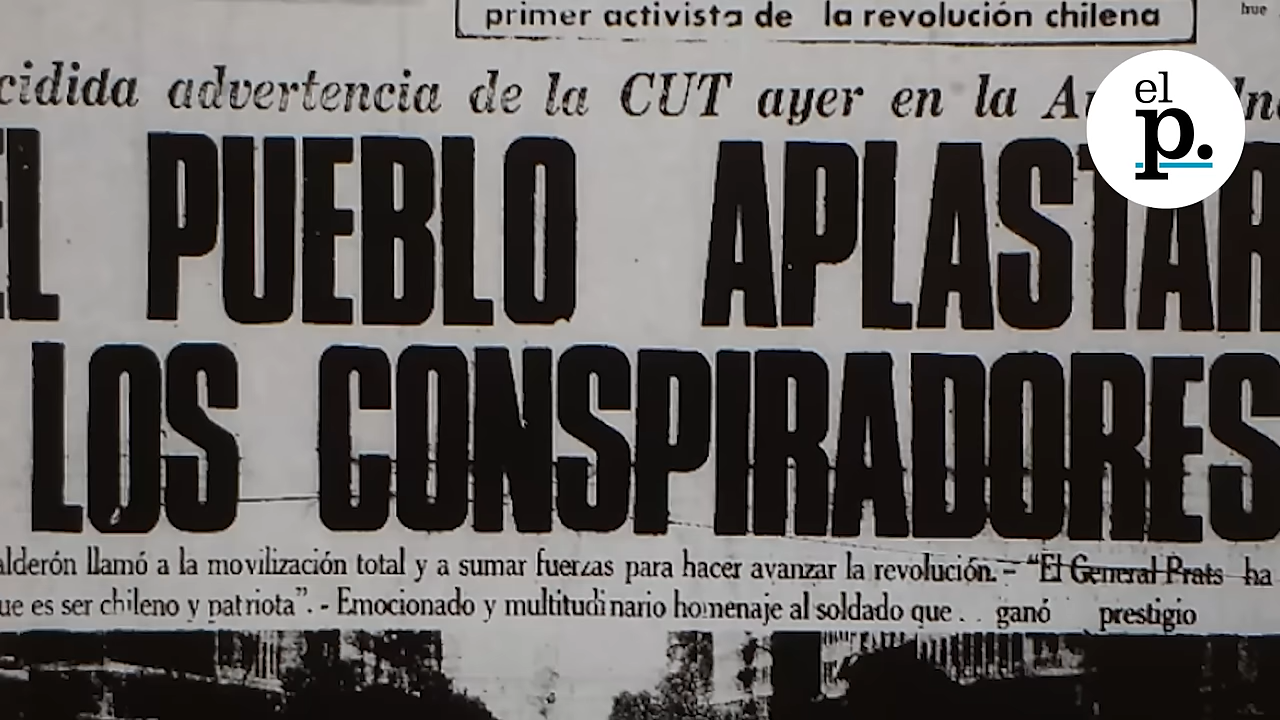 primer activista de la revolución chilena
hue
cidida advertencia de la CUT ayer en la
el
p.
EL PUEBLO APLASTAR
LOS CONSPIRADORES
alderón llamó a la movilización total y a sumar fuerzas para hacer avanzar la revolución. – “El General Prats ha
ue es ser chileno y patriota”. - Emocionado y multitudinario homenaje al soldado que . . ganó prestigio